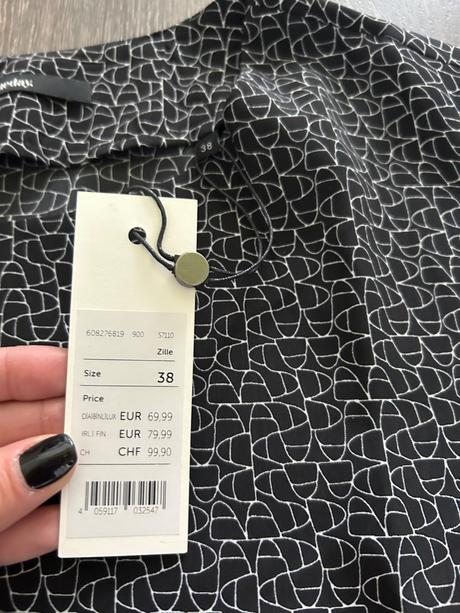 38
608276819 900 57110
Zille
Size 38
Price
D|A|B|NL|LUX EUR 69,99
IRL | FIN EUR 79,99
CH CHF 99,90
4 059117 032547